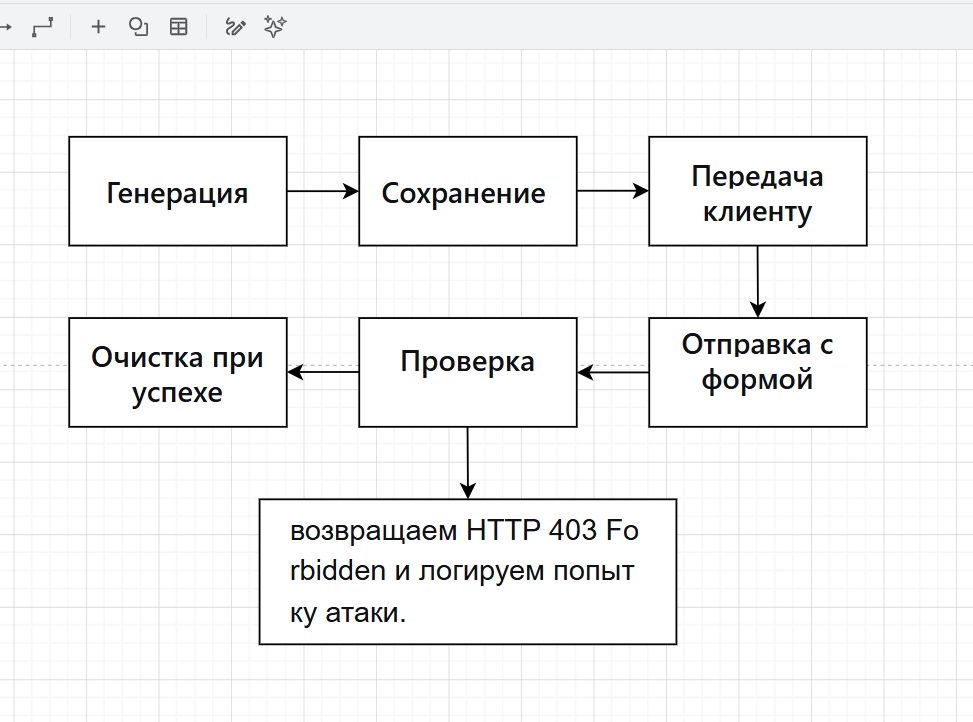 Генерация
Сохранение
Передача
клиенту
Очистка при
успехе
Проверка
Отправка с
формой
возвращаем HTTP 403 Fo
rbidden и логируем попыт
ку атаки.